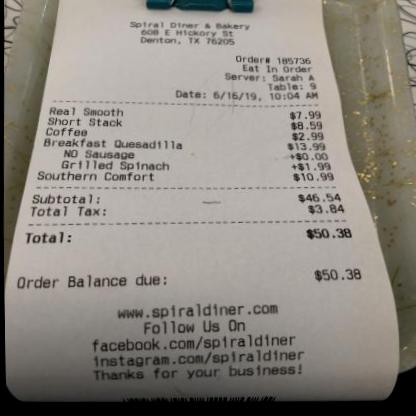 Spiral Diner & Bakery
608 E Hickory St
Denton, TX 76205
Order# 185736
Eat In Order
Server: Sarah A
Table: 9
Date: 6/16/19, 10:04 AM
Real Smooth $7.99
Short Stack $8.59
Coffee $2.99
Breakfast Quesadilla $13.99
NO Sausage +$0.00
Grilled Spinach +$1.99
Southern Comfort $10.99
Subtotal: $46.54
Total Tax: $3.84
Total: $50.38
Order Balance due: $50.38
www.spiraldiner.com
Follow Us On
facebook.com/spiraldiner
instagram.com/spiraldiner
Thanks for your business!